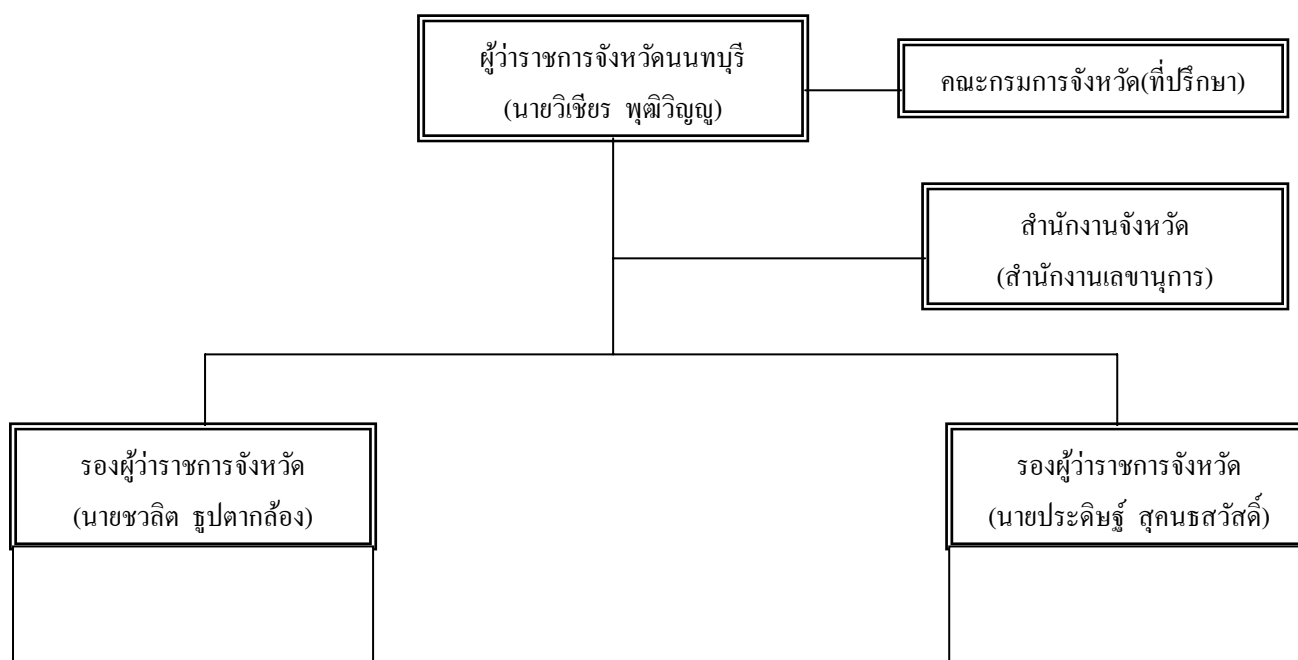 ผู้ว่าราชการจังหวัดนนทบุรี
(นายวิเชียร พุฒิวิญญู)
คณะกรมการจังหวัด(ที่ปรึกษา)
สำนักงานจังหวัด
(สำนักงานเลขานุการ)
รองผู้ว่าราชการจังหวัด
(นายชวลิต ธูปตาก้อง)
รองผู้ว่าราชการจังหวัด
(นายประดิษฐ์ สุคนธสวัสดิ์)